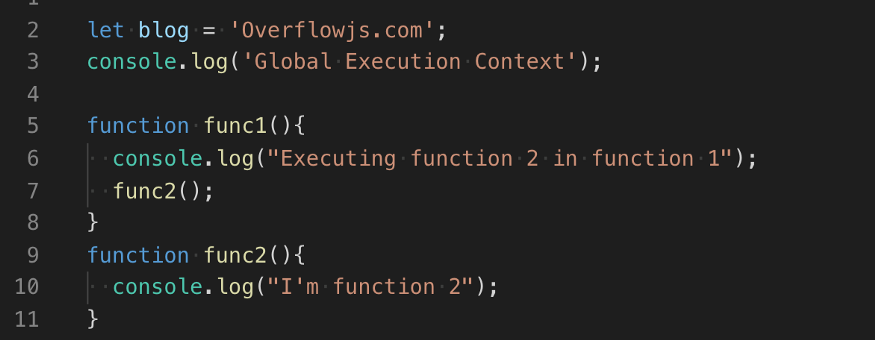 2 let blog = 'Overflowjs.com';
3 console.log('Global Execution Context');
4
5 function func1(){
6   console.log("Executing function 2 in function 1");
7   func2();
8 }
9 function func2(){
10   console.log("I'm function 2");
11 }